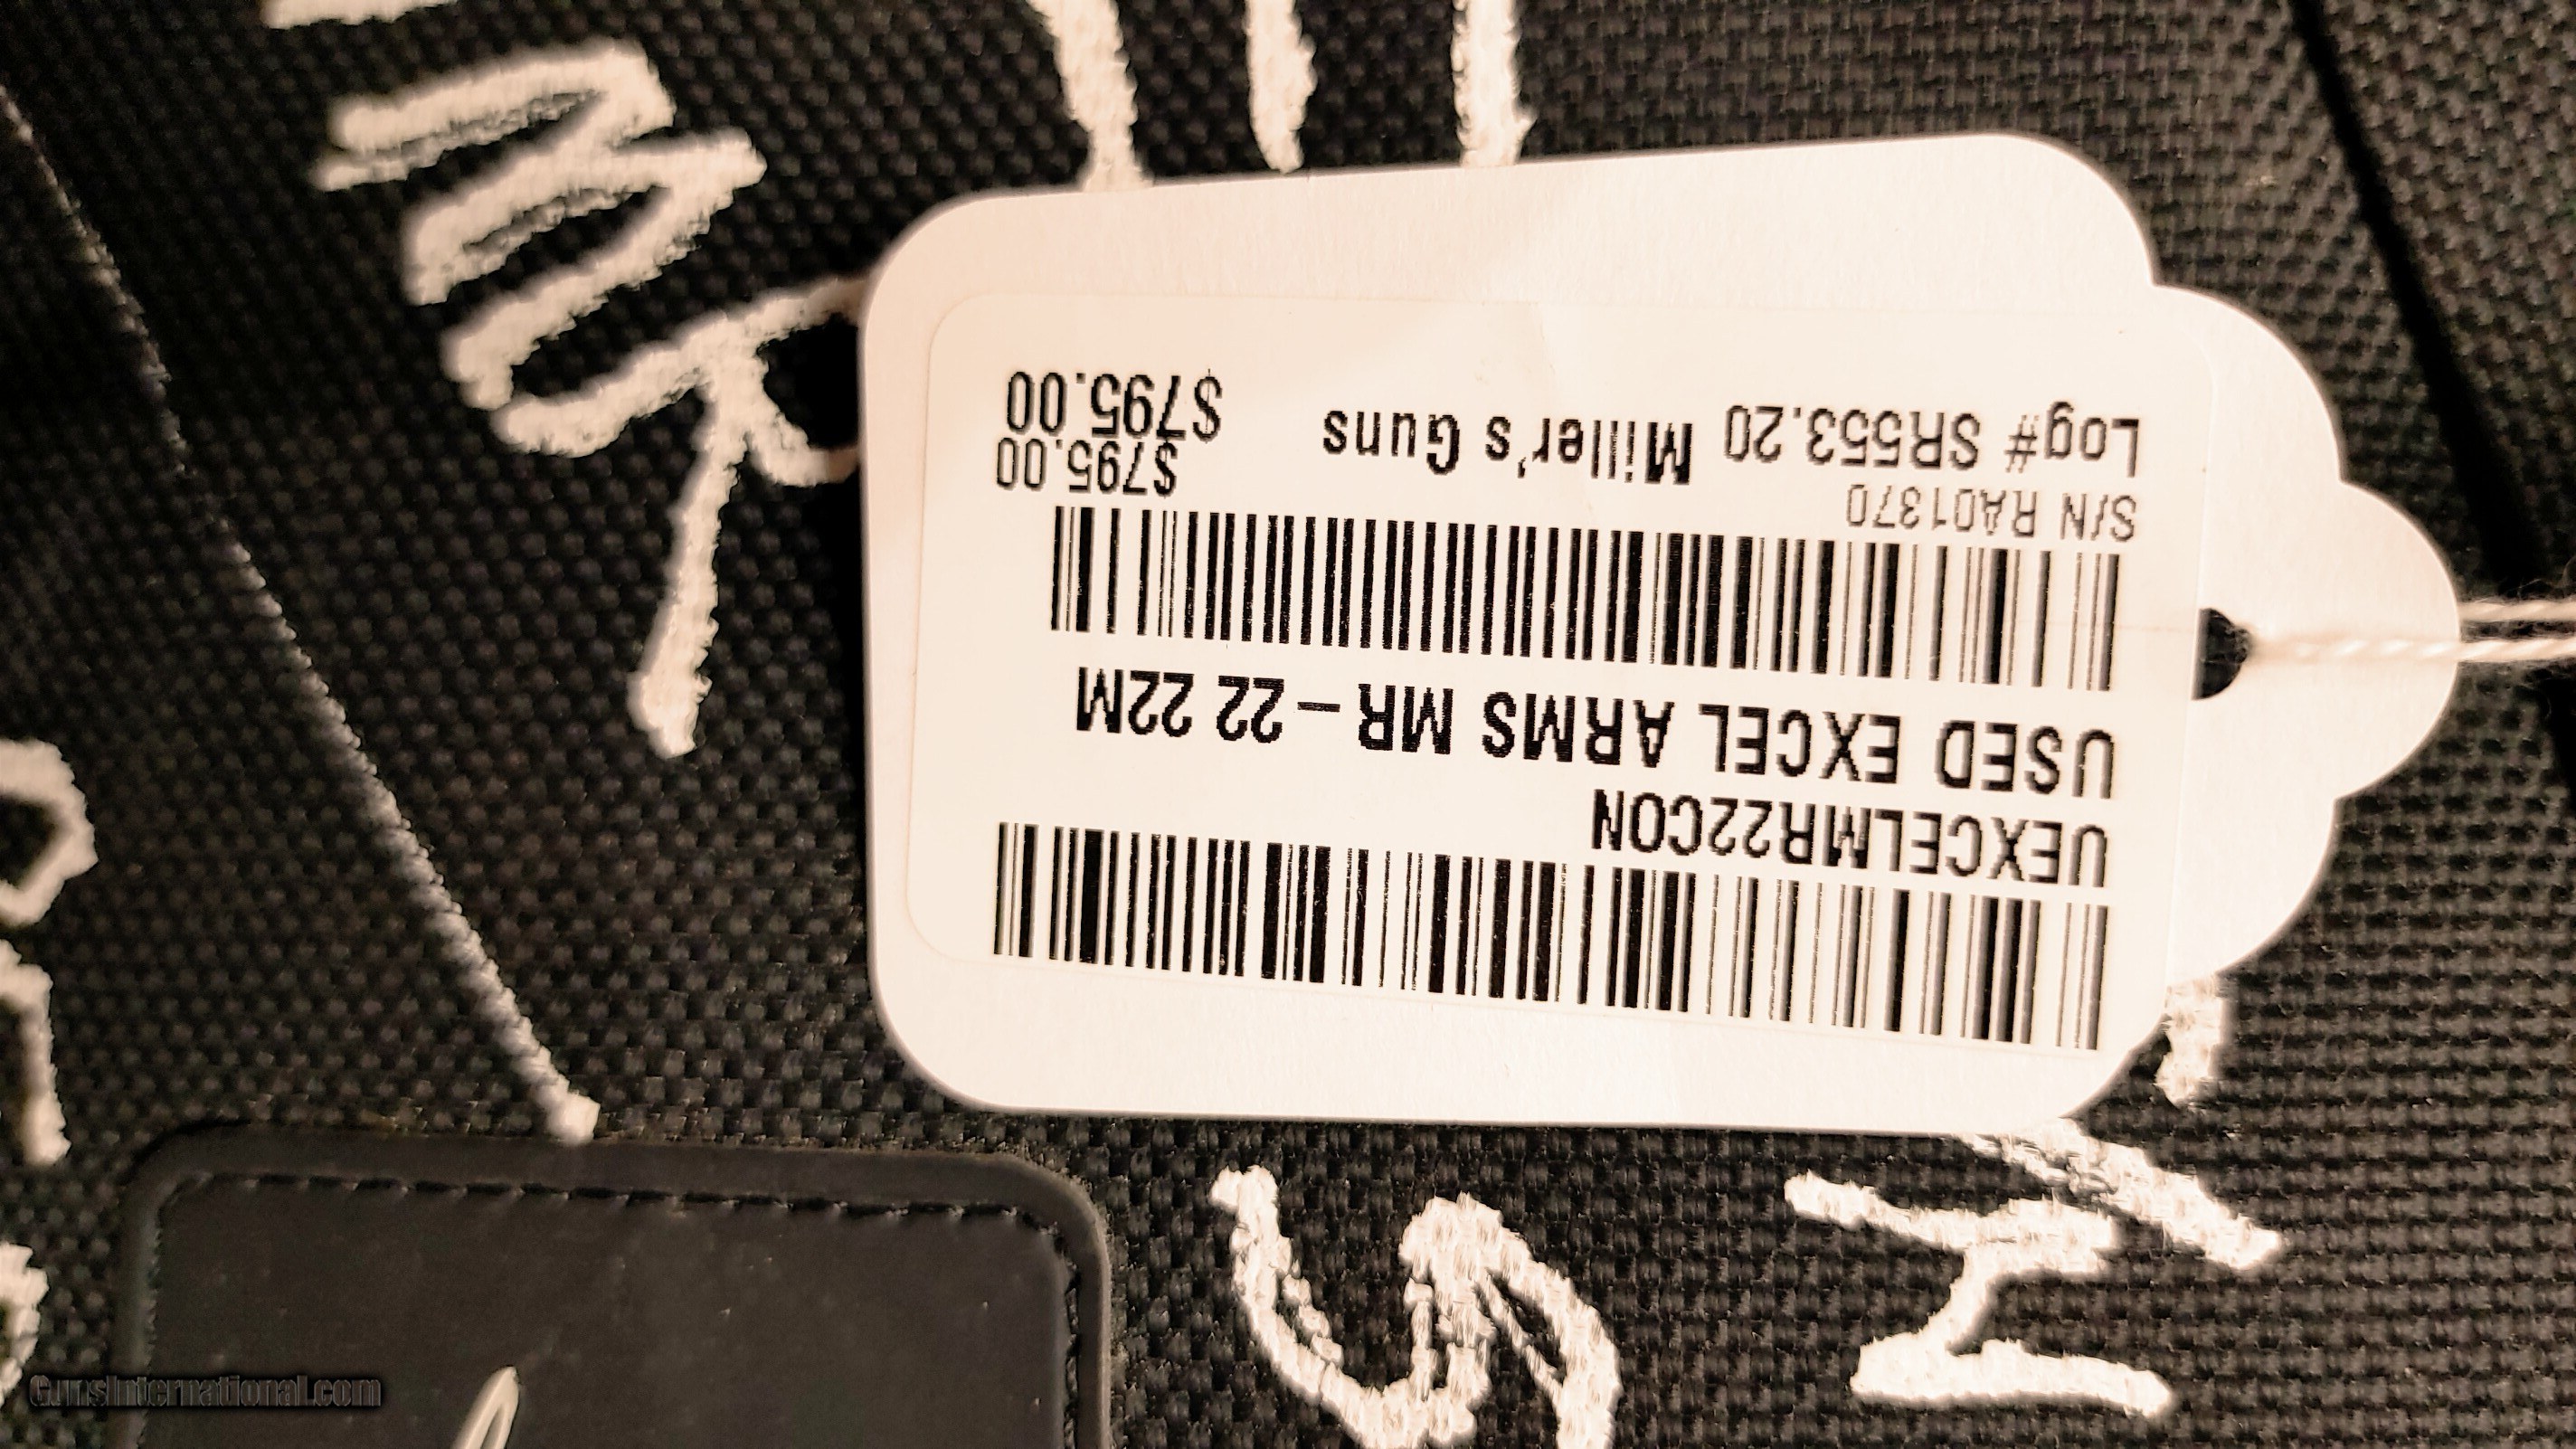 UEXCELMR22CON
USED EXCEL ARMS MR-22 22M
S/N RA01370
$795.00
Log# SR553.20 Miller's Guns $795.00
GunsInternational.com